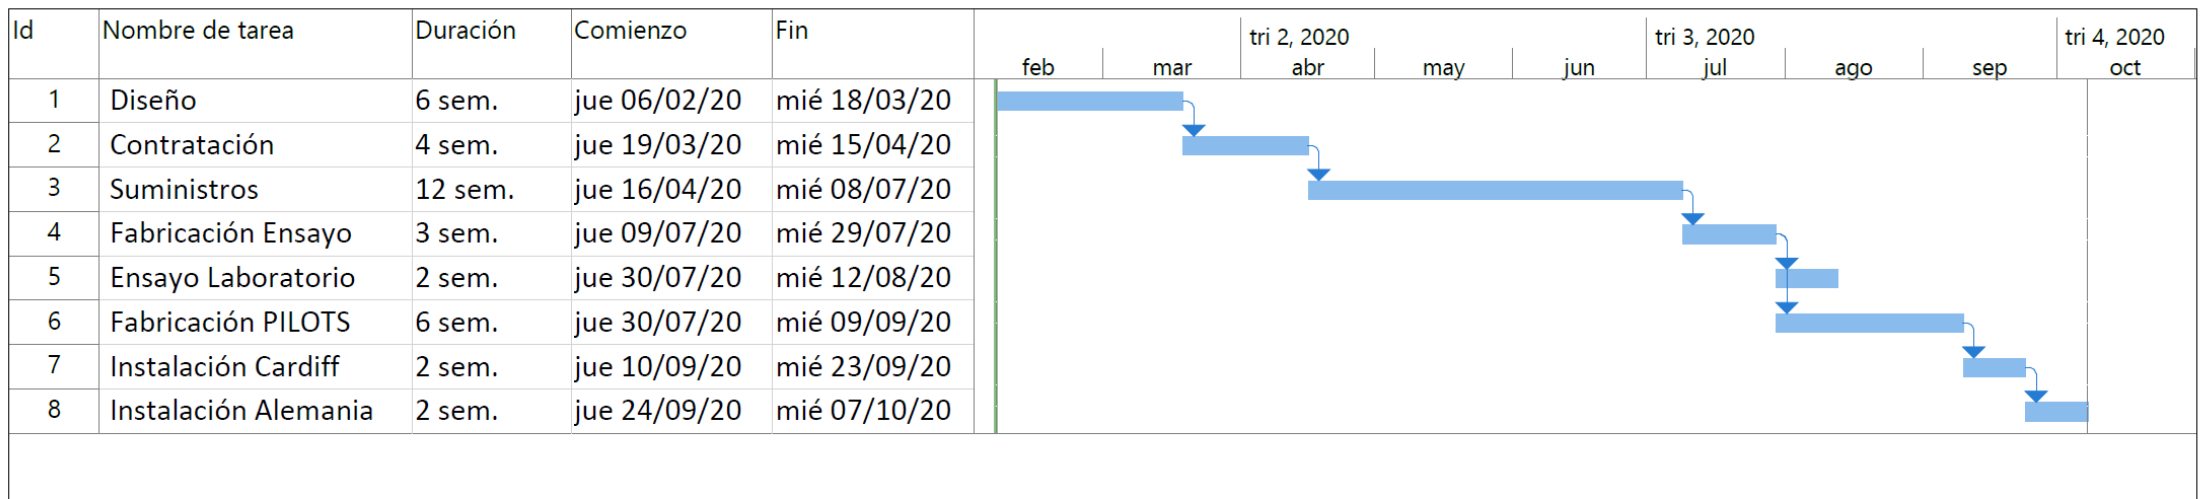 Id Nombre de tarea Duración Comienzo Fin tri 2, 2020 tri 3, 2020 tri 4, 2020
feb mar abr may jun jul ago sep oct
1 Diseño 6 sem. jue 06/02/20 mié 18/03/20
2 Contratación 4 sem. jue 19/03/20 mié 15/04/20
3 Suministros 12 sem. jue 16/04/20 mié 08/07/20
4 Fabricación Ensayo 3 sem. jue 09/07/20 mié 29/07/20
5 Ensayo Laboratorio 2 sem. jue 30/07/20 mié 12/08/20
6 Fabricación PILOTS 6 sem. jue 30/07/20 mié 09/09/20
7 Instalación Cardiff 2 sem. jue 10/09/20 mié 23/09/20
8 Instalación Alemania 2 sem. jue 24/09/20 mié 07/10/20